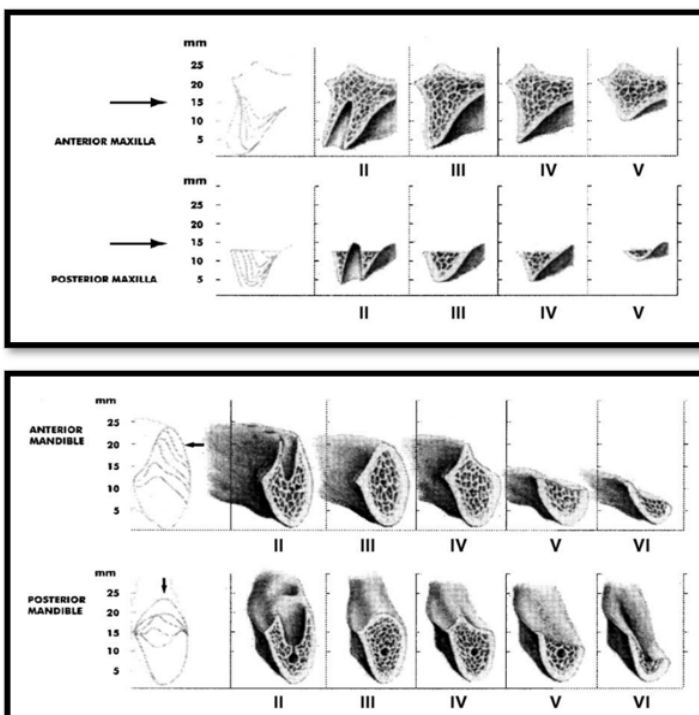 mm
25
20
15
10
5
ANTERIOR MAXILLA
II III IV V
mm
25
20
15
10
5
POSTERIOR MAXILLA
II III IV V
mm
ANTERIOR
MANDIBLE
25
20
15
10
5
II III IV V VI
mm
POSTERIOR
MANDIBLE
25
20
15
10
5
II III IV V VI